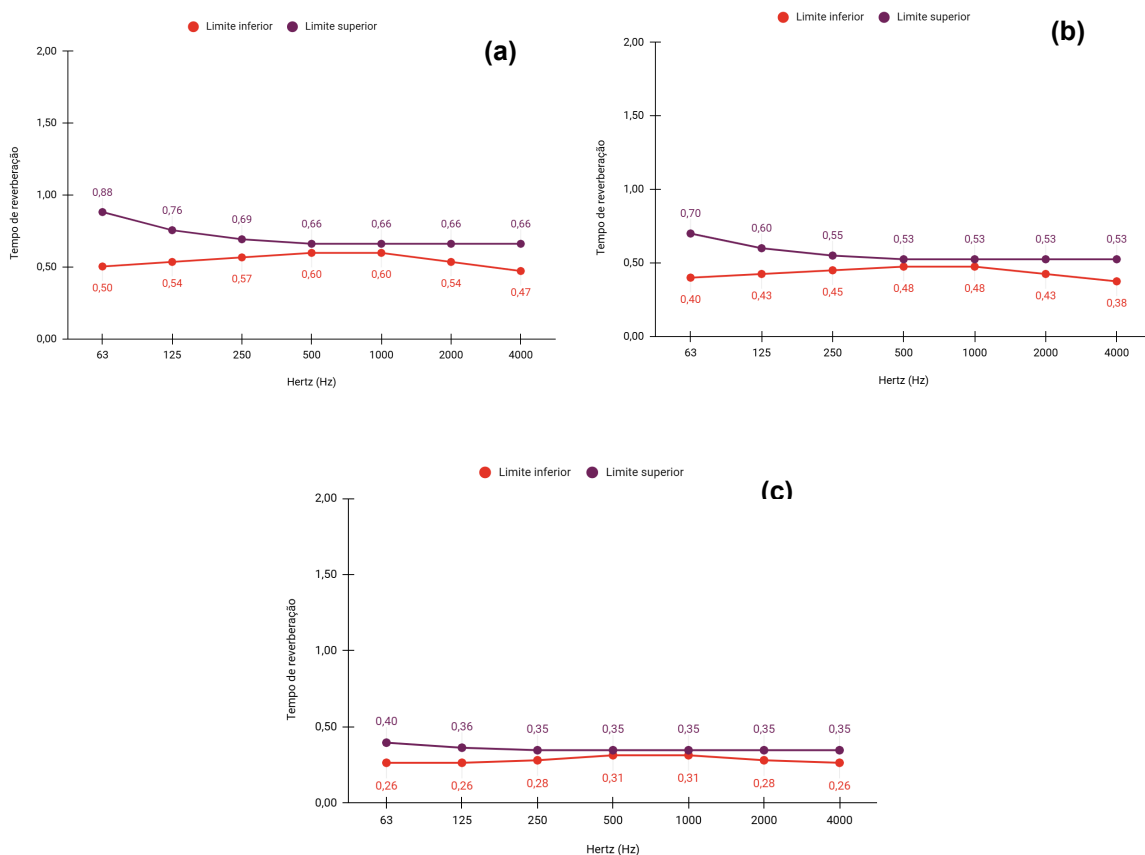 Limite inferior Limite superior
(a)
2,00
1,50
1,00
0,50
0,00
Tempo de reverberação
0,88 0,76 0,69 0,66 0,66 0,66 0,66
0,50 0,54 0,57 0,60 0,60 0,54 0,47
63 125 250 500 1000 2000 4000
Hertz (Hz)
Limite inferior Limite superior
(b)
2,00
1,50
1,00
0,50
0,00
Tempo de reverberação
0,70 0,60 0,55 0,53 0,53 0,53 0,53
0,40 0,43 0,45 0,48 0,48 0,43 0,38
63 125 250 500 1000 2000 4000
Hertz (Hz)
Limite inferior Limite superior
(c)
2,00
1,50
1,00
0,50
0,00
Tempo de reverberação
0,40 0,36 0,35 0,35 0,35 0,35 0,35
0,26 0,26 0,28 0,31 0,31 0,28 0,26
63 125 250 500 1000 2000 4000
Hertz (Hz)